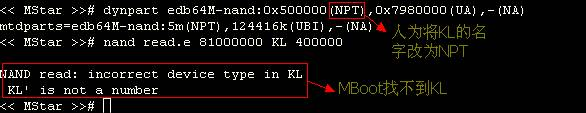 << MStar >># dynpart edb64M-nand:0x500000(NPT),0x7980000(UA),-(NA)
mtdparts=edb64M-nand:5m(NPT),124416k(UBI),-(NA)
<< MStar >># nand read.e 81000000 KL 400000
人为将KL的名
字改为NPT
NAND read: incorrect device type in KL
KL' is not a number
MBoot找不到KL
<< MStar >>#